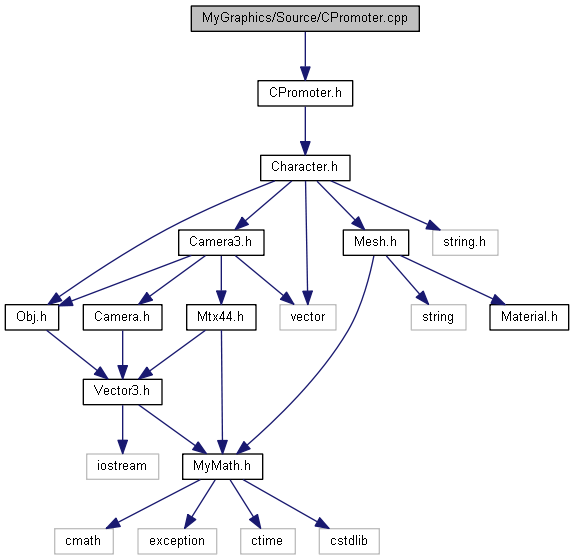 MyGraphics/Source/CPromoter.cpp
CPromoter.h
Character.h
Camera3.h
Mesh.h
string.h
Obj.h
Camera.h
Mtx44.h
vector
string
Material.h
Vector3.h
iostream
MyMath.h
cmath
exception
ctime
cstdlib